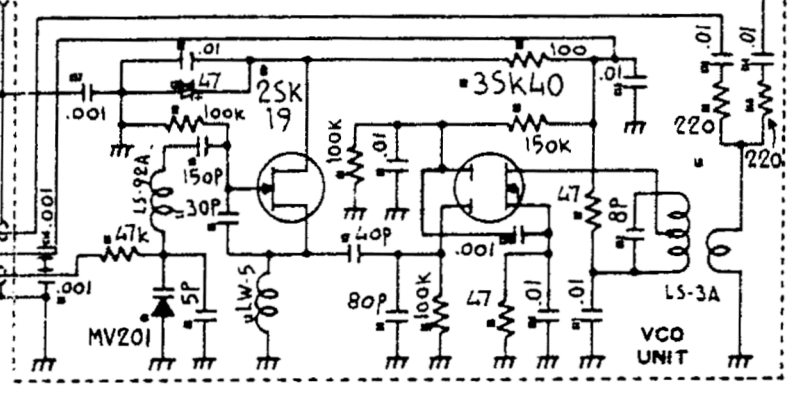 .01
100
.01
.01
47
2SK
19
3SK40
.01
.001
100K
100K
.01
150K
220
220
LS-92A
150P
30P
47
8P
.001
47K
40P
.001
.001
LS-3A
5P
LW-5
80P
100K
47
.01
.01
MV201
VCO
UNIT